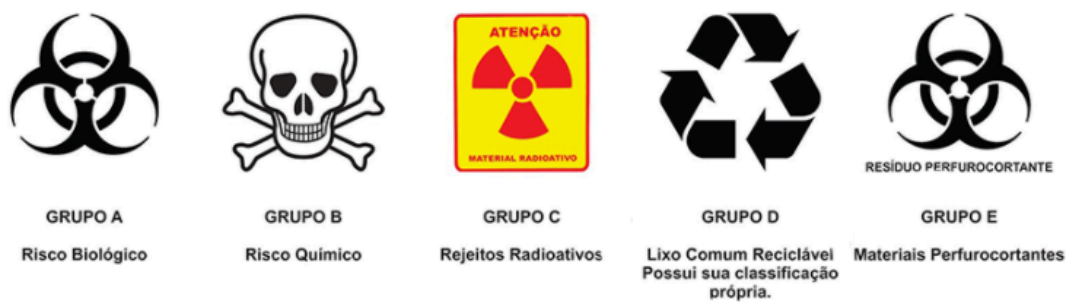 ATENÇÃO
MATERIAL RADIOATIVO
RESÍDUO PERFUROCORTANTE
GRUPO A
Risco Biológico
GRUPO B
Risco Químico
GRUPO C
Rejeitos Radioativos
GRUPO D
Lixo Comum Reciclável
Possui sua classificação
própria.
GRUPO E
Materiais Perfurocortantes